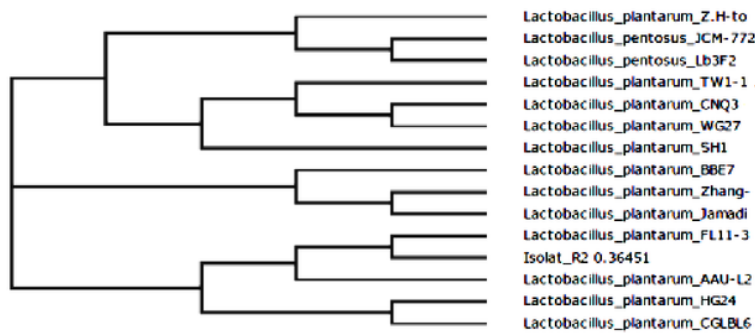 Lactobacillus_plantarum_Z.H-to
Lactobacillus_pentosus_JCM-772
Lactobacillus_pentosus_Lb3F2
Lactobacillus_plantarum_TW1-1
Lactobacillus_plantarum_CNQ3
Lactobacillus_plantarum_WG27
Lactobacillus_plantarum_SH1
Lactobacillus_plantarum_BBE7
Lactobacillus_plantarum_Zhang-
Lactobacillus_plantarum_Jamadi
Lactobacillus_plantarum_FL11-3
Isolat_R2 0.36451
Lactobacillus_plantarum_AAU-L2
Lactobacillus_plantarum_HG24
Lactobacillus_plantarum_CGLBL6